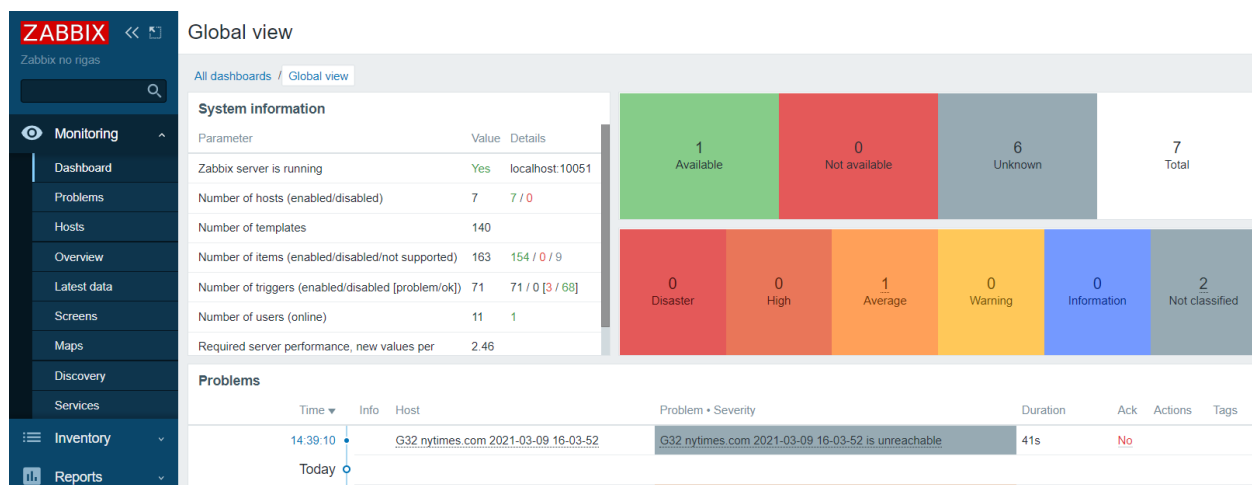 ZABBIX
Zabbix no rigas
Monitoring
Dashboard
Problems
Hosts
Overview
Latest data
Screens
Maps
Discovery
Services
Inventory
Reports
Global view
All dashboards / Global view
System information
Parameter Value Details
Zabbix server is running Yes localhost:10051
Number of hosts (enabled/disabled) 7 7 / 0
Number of templates 140
Number of items (enabled/disabled/not supported) 163 154 / 0 / 9
Number of triggers (enabled/disabled [problem/ok]) 71 71 / 0 [3 / 68]
Number of users (online) 11 1
Required server performance, new values per 2.46
1 0 6 7
Available Not available Unknown Total
0 0 1 0 0 2
Disaster High Average Warning Information Not classified
Problems
Time Info Host Problem • Severity Duration Ack Actions Tags
14:39:10 G32 nytimes.com 2021-03-09 16-03-52 G32 nytimes.com 2021-03-09 16-03-52 is unreachable 41s No
Today